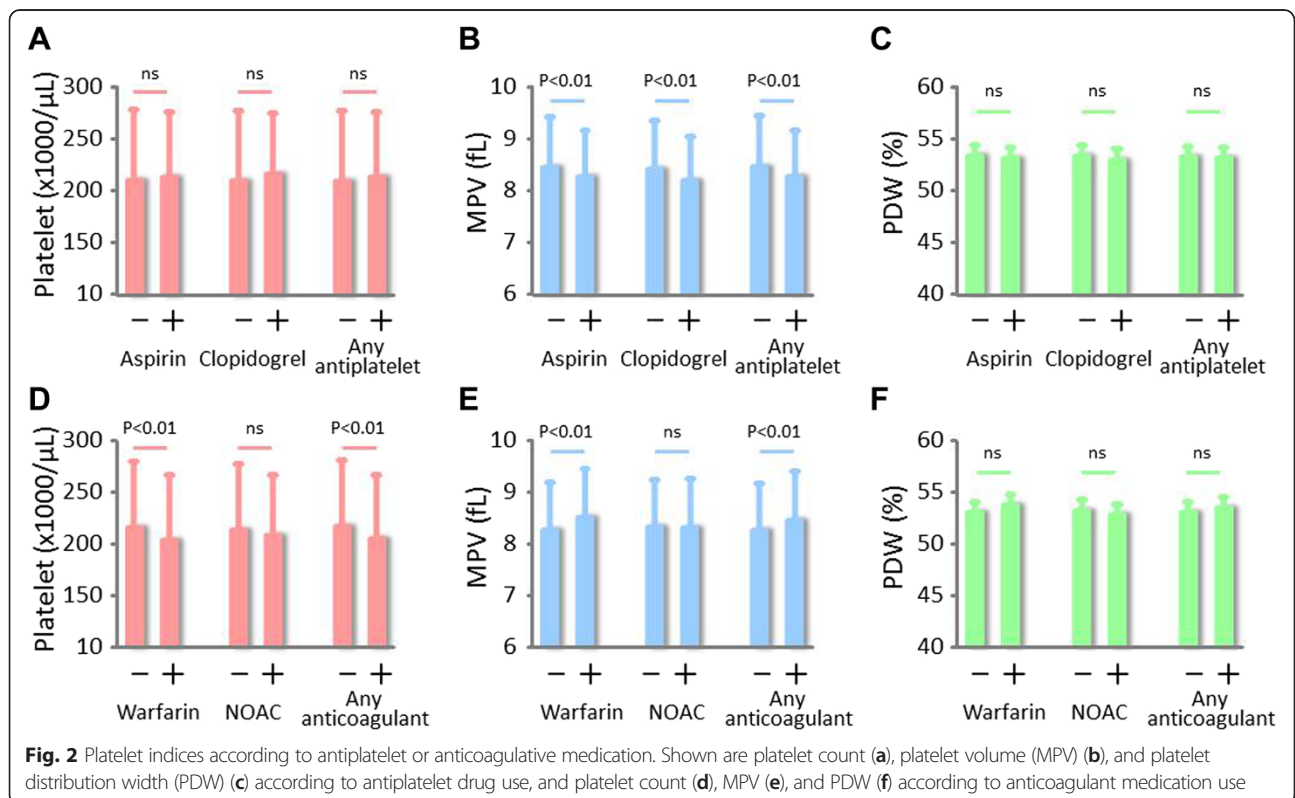 A
Platelet (x1000/µL)
300
250
200
150
10
ns ns ns
− + − + − +
Aspirin Clopidogrel Any antiplatelet
B
MPV (fL)
10
9
8
7
6
P<0.01 P<0.01 P<0.01
− + − + − +
Aspirin Clopidogrel Any antiplatelet
C
PDW (%)
60
55
50
45
40
ns ns ns
− + − + − +
Aspirin Clopidogrel Any antiplatelet
D
Platelet (x1000/µL)
300
250
200
150
10
P<0.01 ns P<0.01
− + − + − +
Warfarin NOAC Any anticoagulant
E
MPV (fL)
10
9
8
7
6
P<0.01 ns P<0.01
− + − + − +
Warfarin NOAC Any anticoagulant
F
PDW (%)
60
55
50
45
40
ns ns ns
− + − + − +
Warfarin NOAC Any anticoagulant
Fig. 2 Platelet indices according to antiplatelet or anticoagulative medication. Shown are platelet count (a), platelet volume (MPV) (b), and platelet
distribution width (PDW) (c) according to antiplatelet drug use, and platelet count (d), MPV (e), and PDW (f) according to anticoagulant medication use